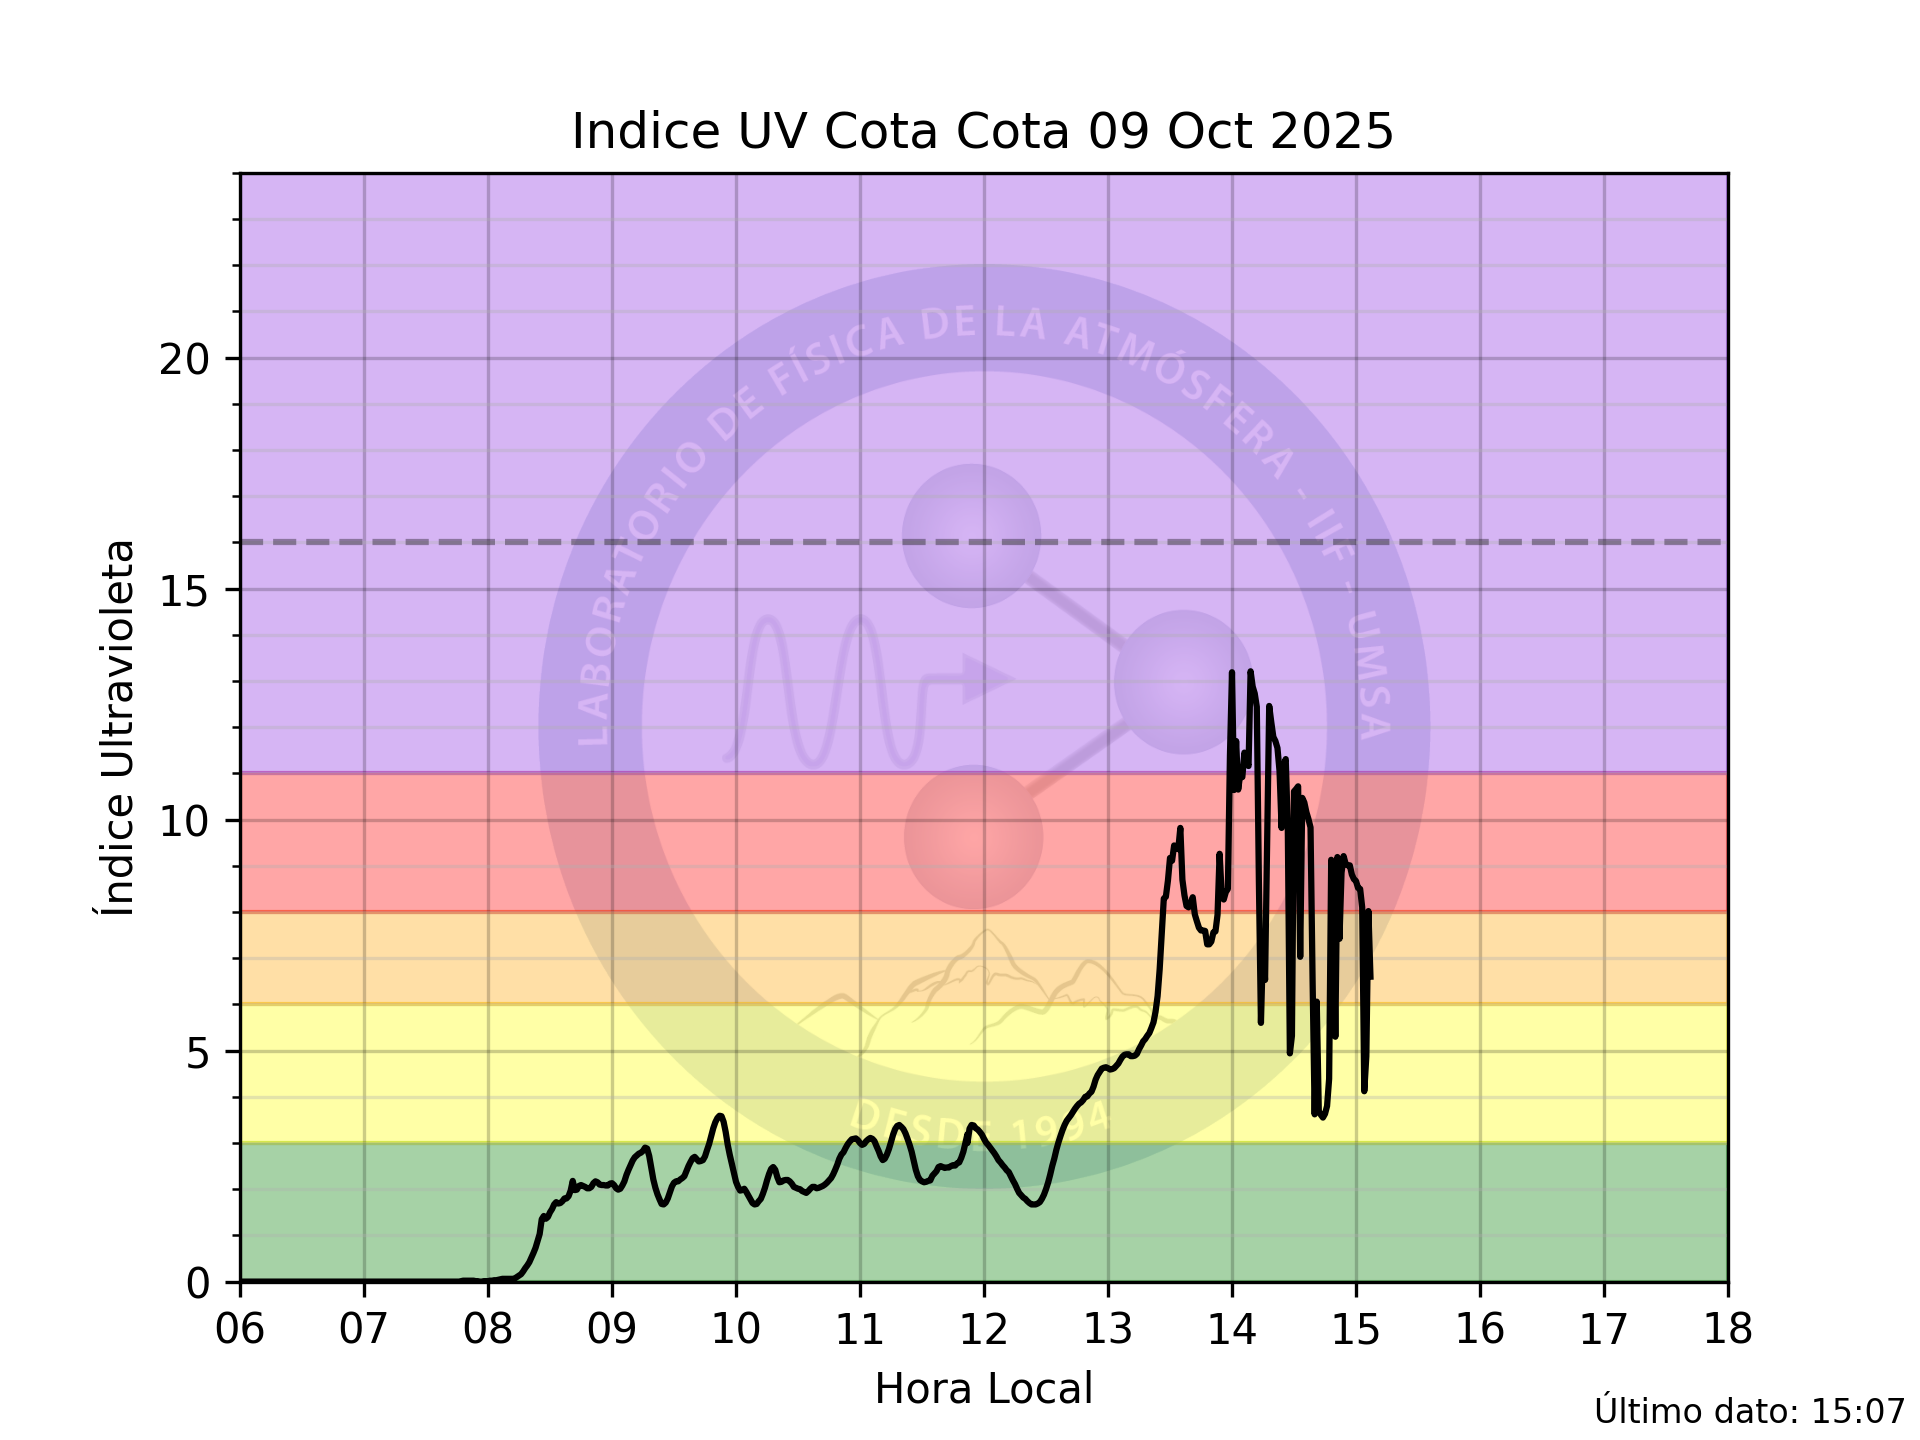 Indice UV Cota Cota 09 Oct 2025
LABORATORIO DE FÍSICA DE LA ATMÓSFERA - IIF - UMSA
DESDE 1994
Índice Ultravioleta
20
15
10
5
0
06 07 08 09 10 11 12 13 14 15 16 17 18
Hora Local
Último dato: 15:07